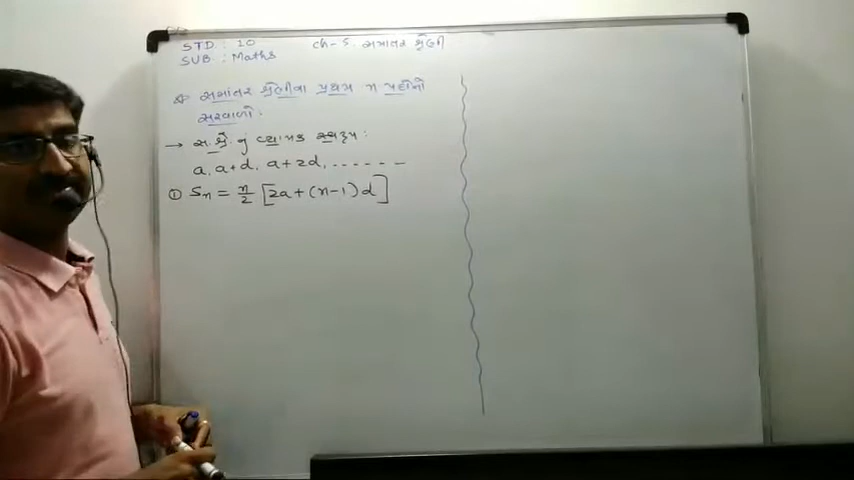 STD : 10 ch-5. સમાંતર શ્રેણી
SUB : Maths
* સમાંતર શ્રેણીના પ્રથમ n પદોનો
સરવાળો :
→ સ. શ્રે નું વ્યાપક સ્વરૂપ :
a, a+d, a+2d, .......
① Sn = n/2 [2a+(n-1)d]